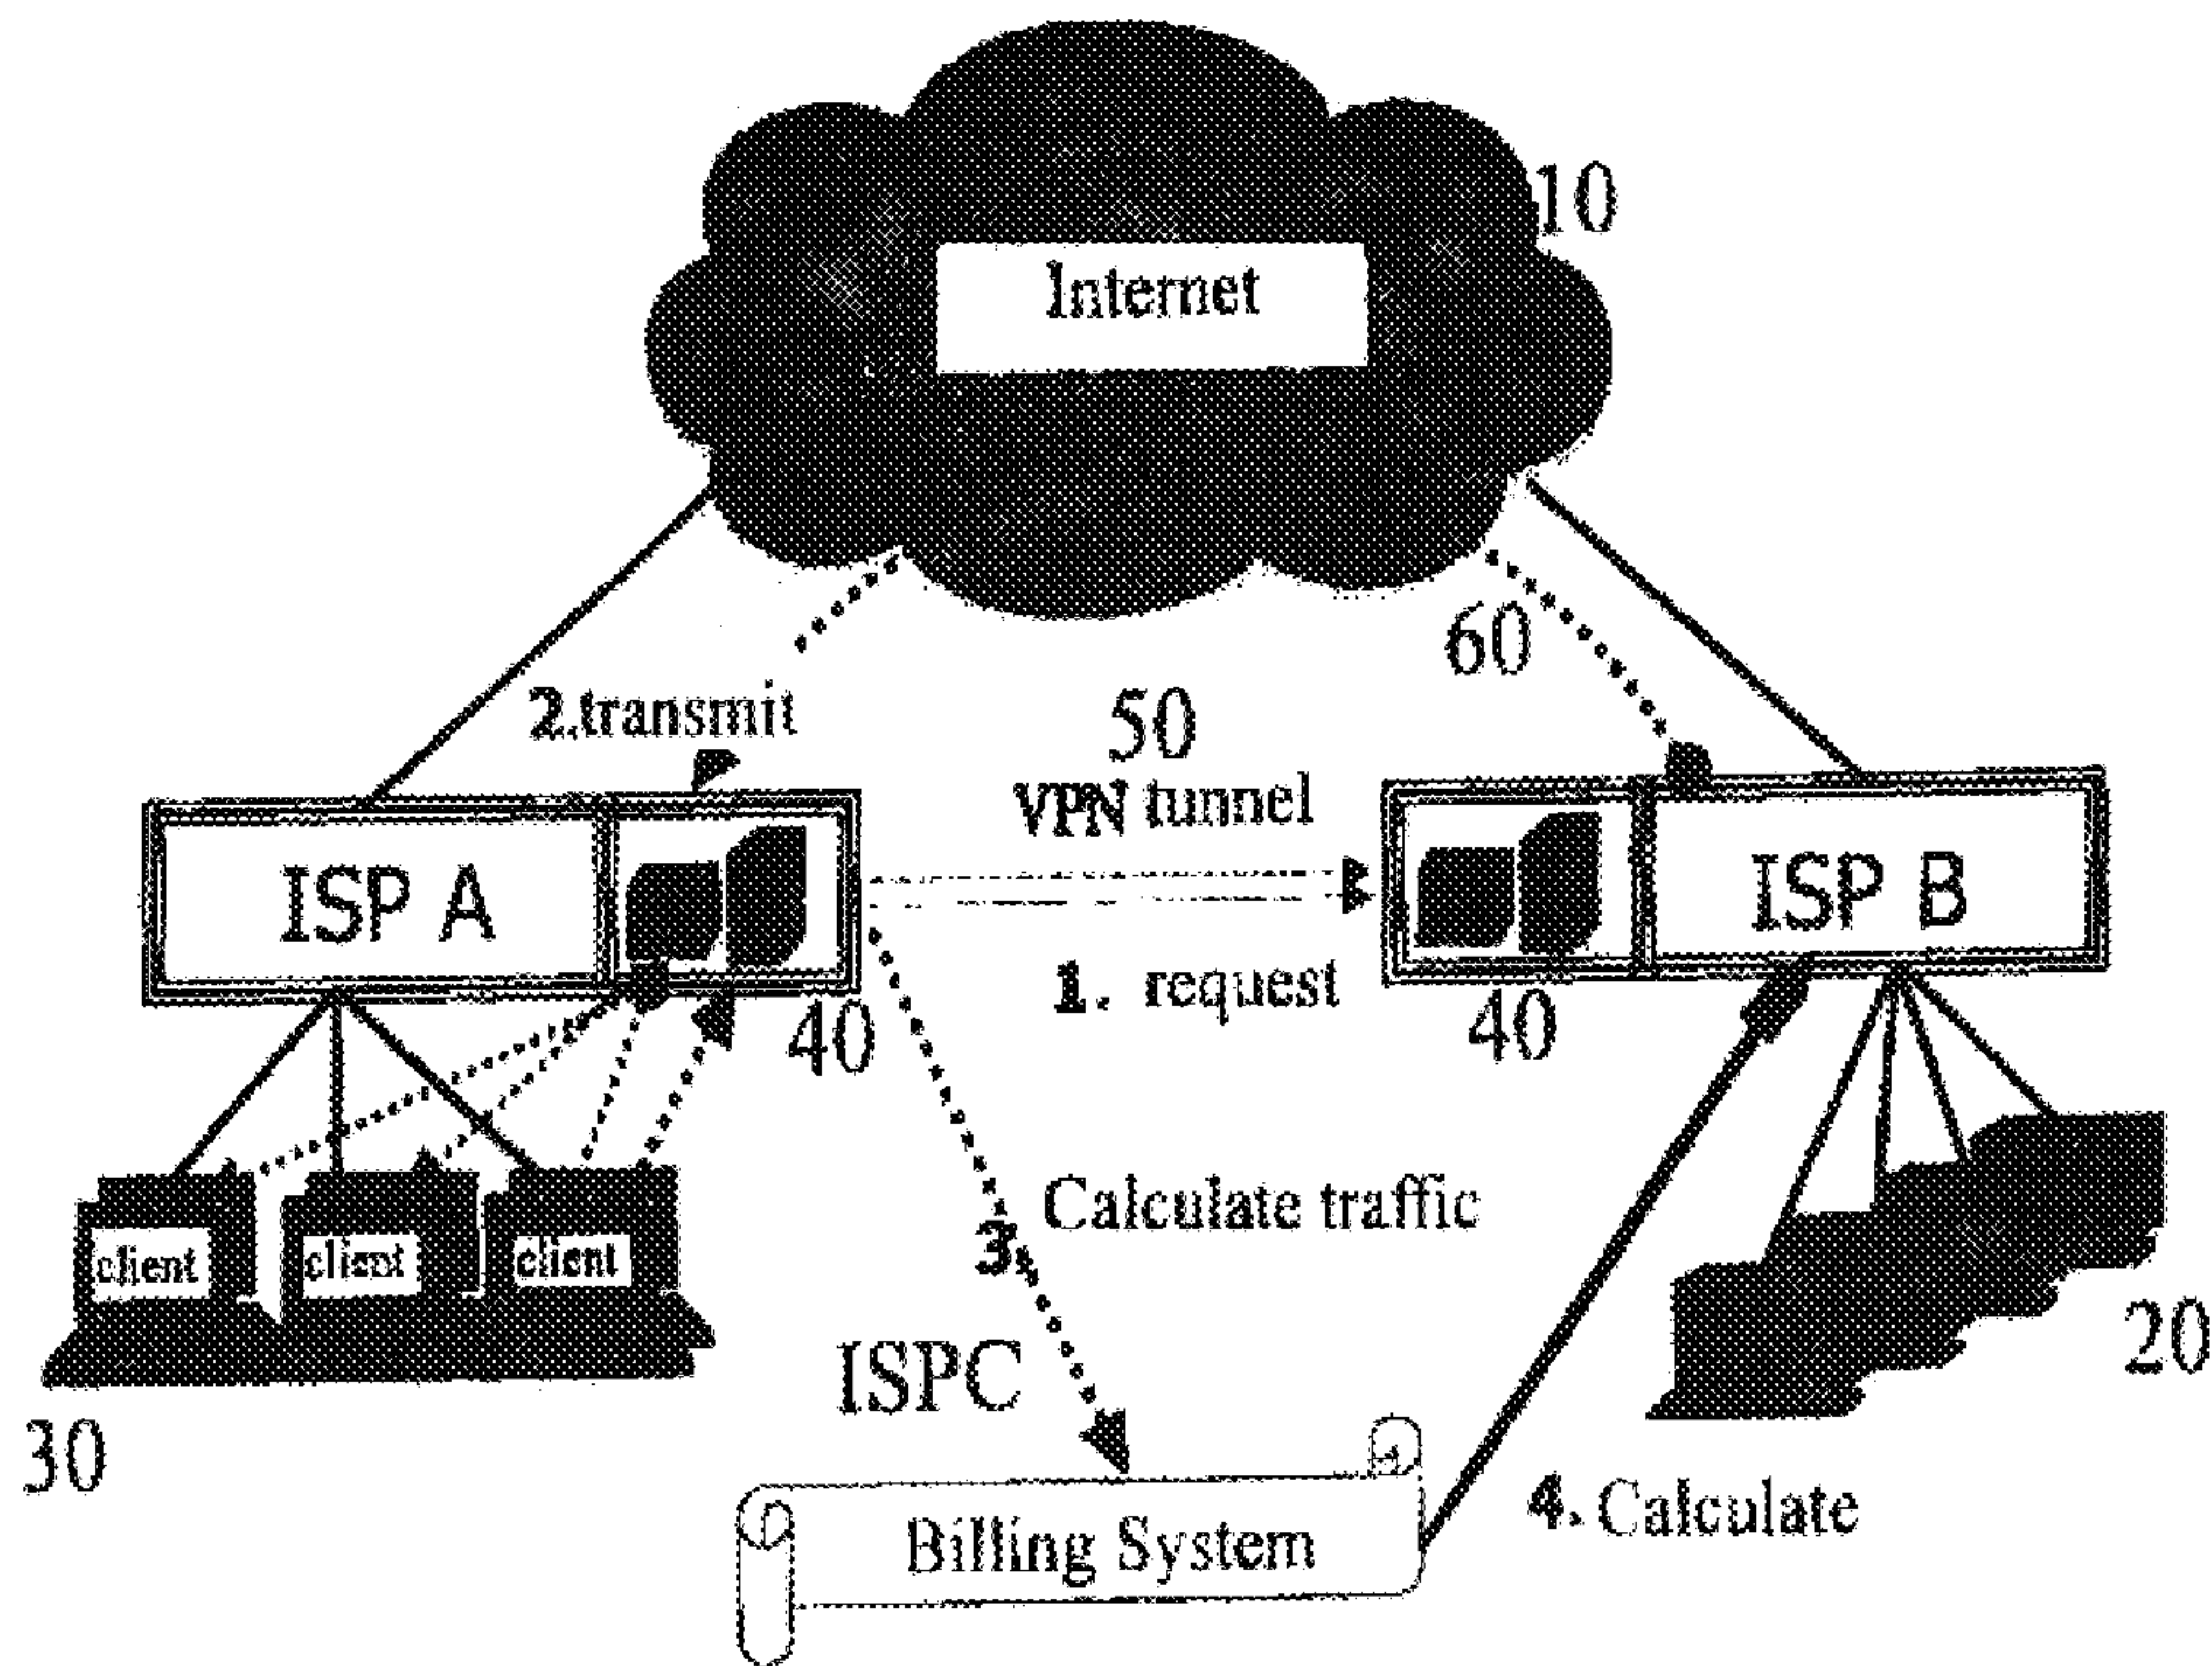 10
Internet
60
2.transmit
50
VPN tunnel
ISP A
ISP B
1. request
40
40
Calculate traffic
3.
client
client
client
20
ISPC
30
4. Calculate
Billing System